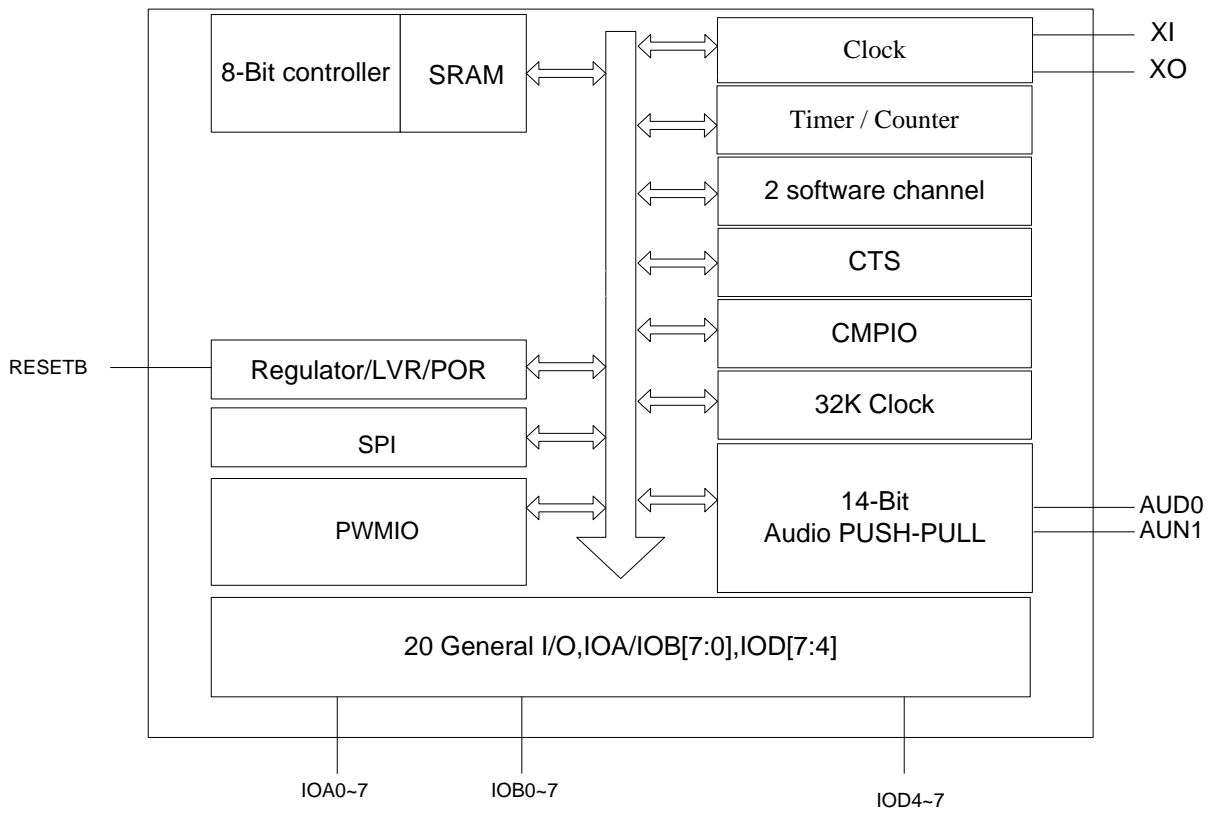 8-Bit controller
SRAM
Clock
XI
XO
Timer / Counter
2 software channel
CTS
CMPIO
RESETB
Regulator/LVR/POR
32K Clock
SPI
14-Bit
Audio PUSH-PULL
AUD0
AUN1
PWMIO
20 General I/O,IOA/IOB[7:0],IOD[7:4]
IOA0~7
IOB0~7
IOD4~7